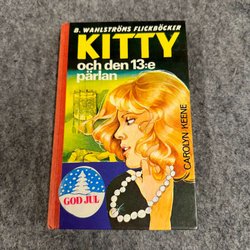 B. WAHLSTRÖMS FLICKBÖCKER
KITTY
och den 13:e
pärlan
CAROLYN KEENE
GOD JUL